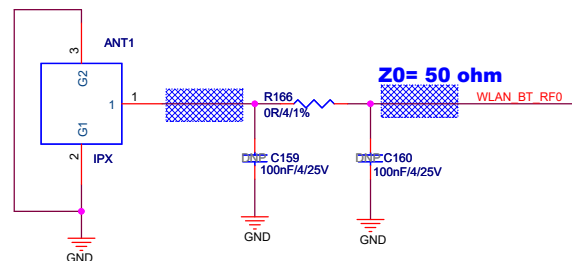 ANT1
3
G2
Z0= 50 ohm
1
1
R166
0R/4/1%
WLAN_BT_RF0
G1
2
IPX
DNP C159
100nF/4/25V
DNP C160
100nF/4/25V
GND
GND
GND